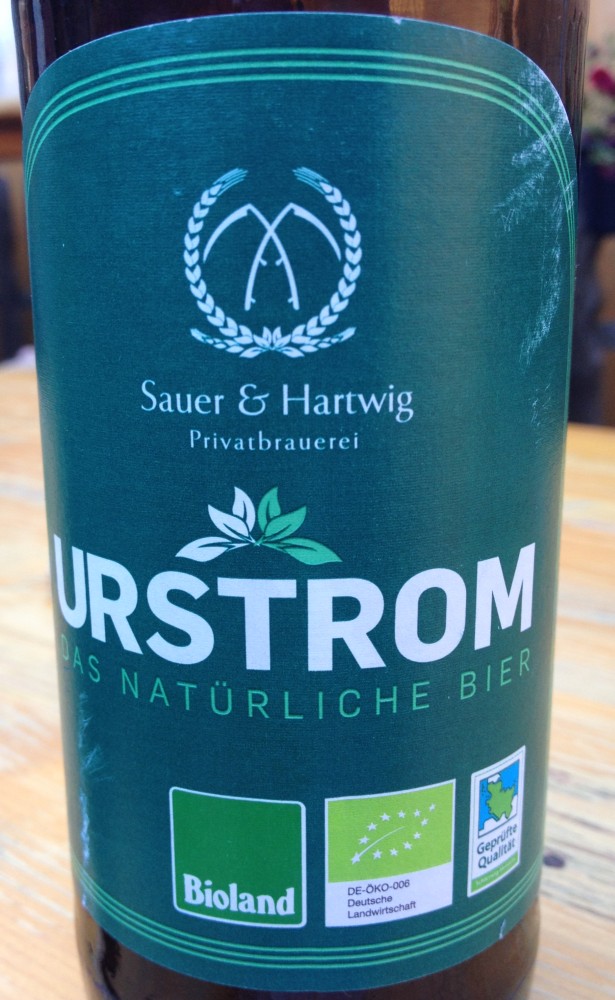 Sauer & Hartwig
Privatbrauerei
URSTROM
DAS NATÜRLICHE BIER
Bioland
DE-ÖKO-006
Deutsche
Landwirtschaft
Geprüfte
Qualität